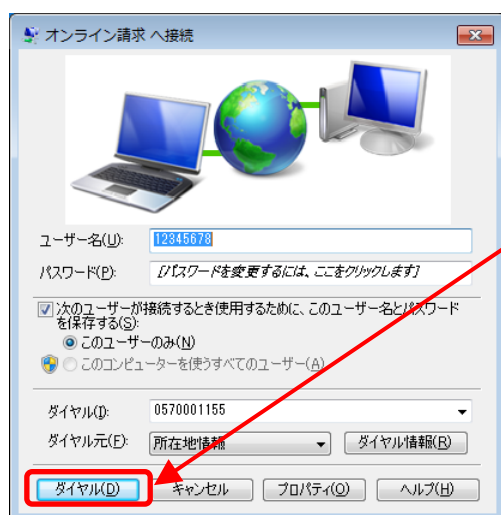 オンライン請求 へ接続
ユーザー名(U): 12345678
パスワード(P): [パスワードを変更するには、ここをクリックします]
次のユーザーが接続するとき使用するために、このユーザー名とパスワード
を保存する(S):
このユーザーのみ(N)
このコンピューターを使うすべてのユーザー(A)
ダイヤル(I): 0570001155
ダイヤル元(F): 所在地情報 ダイヤル情報(R)
ダイヤル(D) キャンセル プロパティ(O) ヘルプ(H)